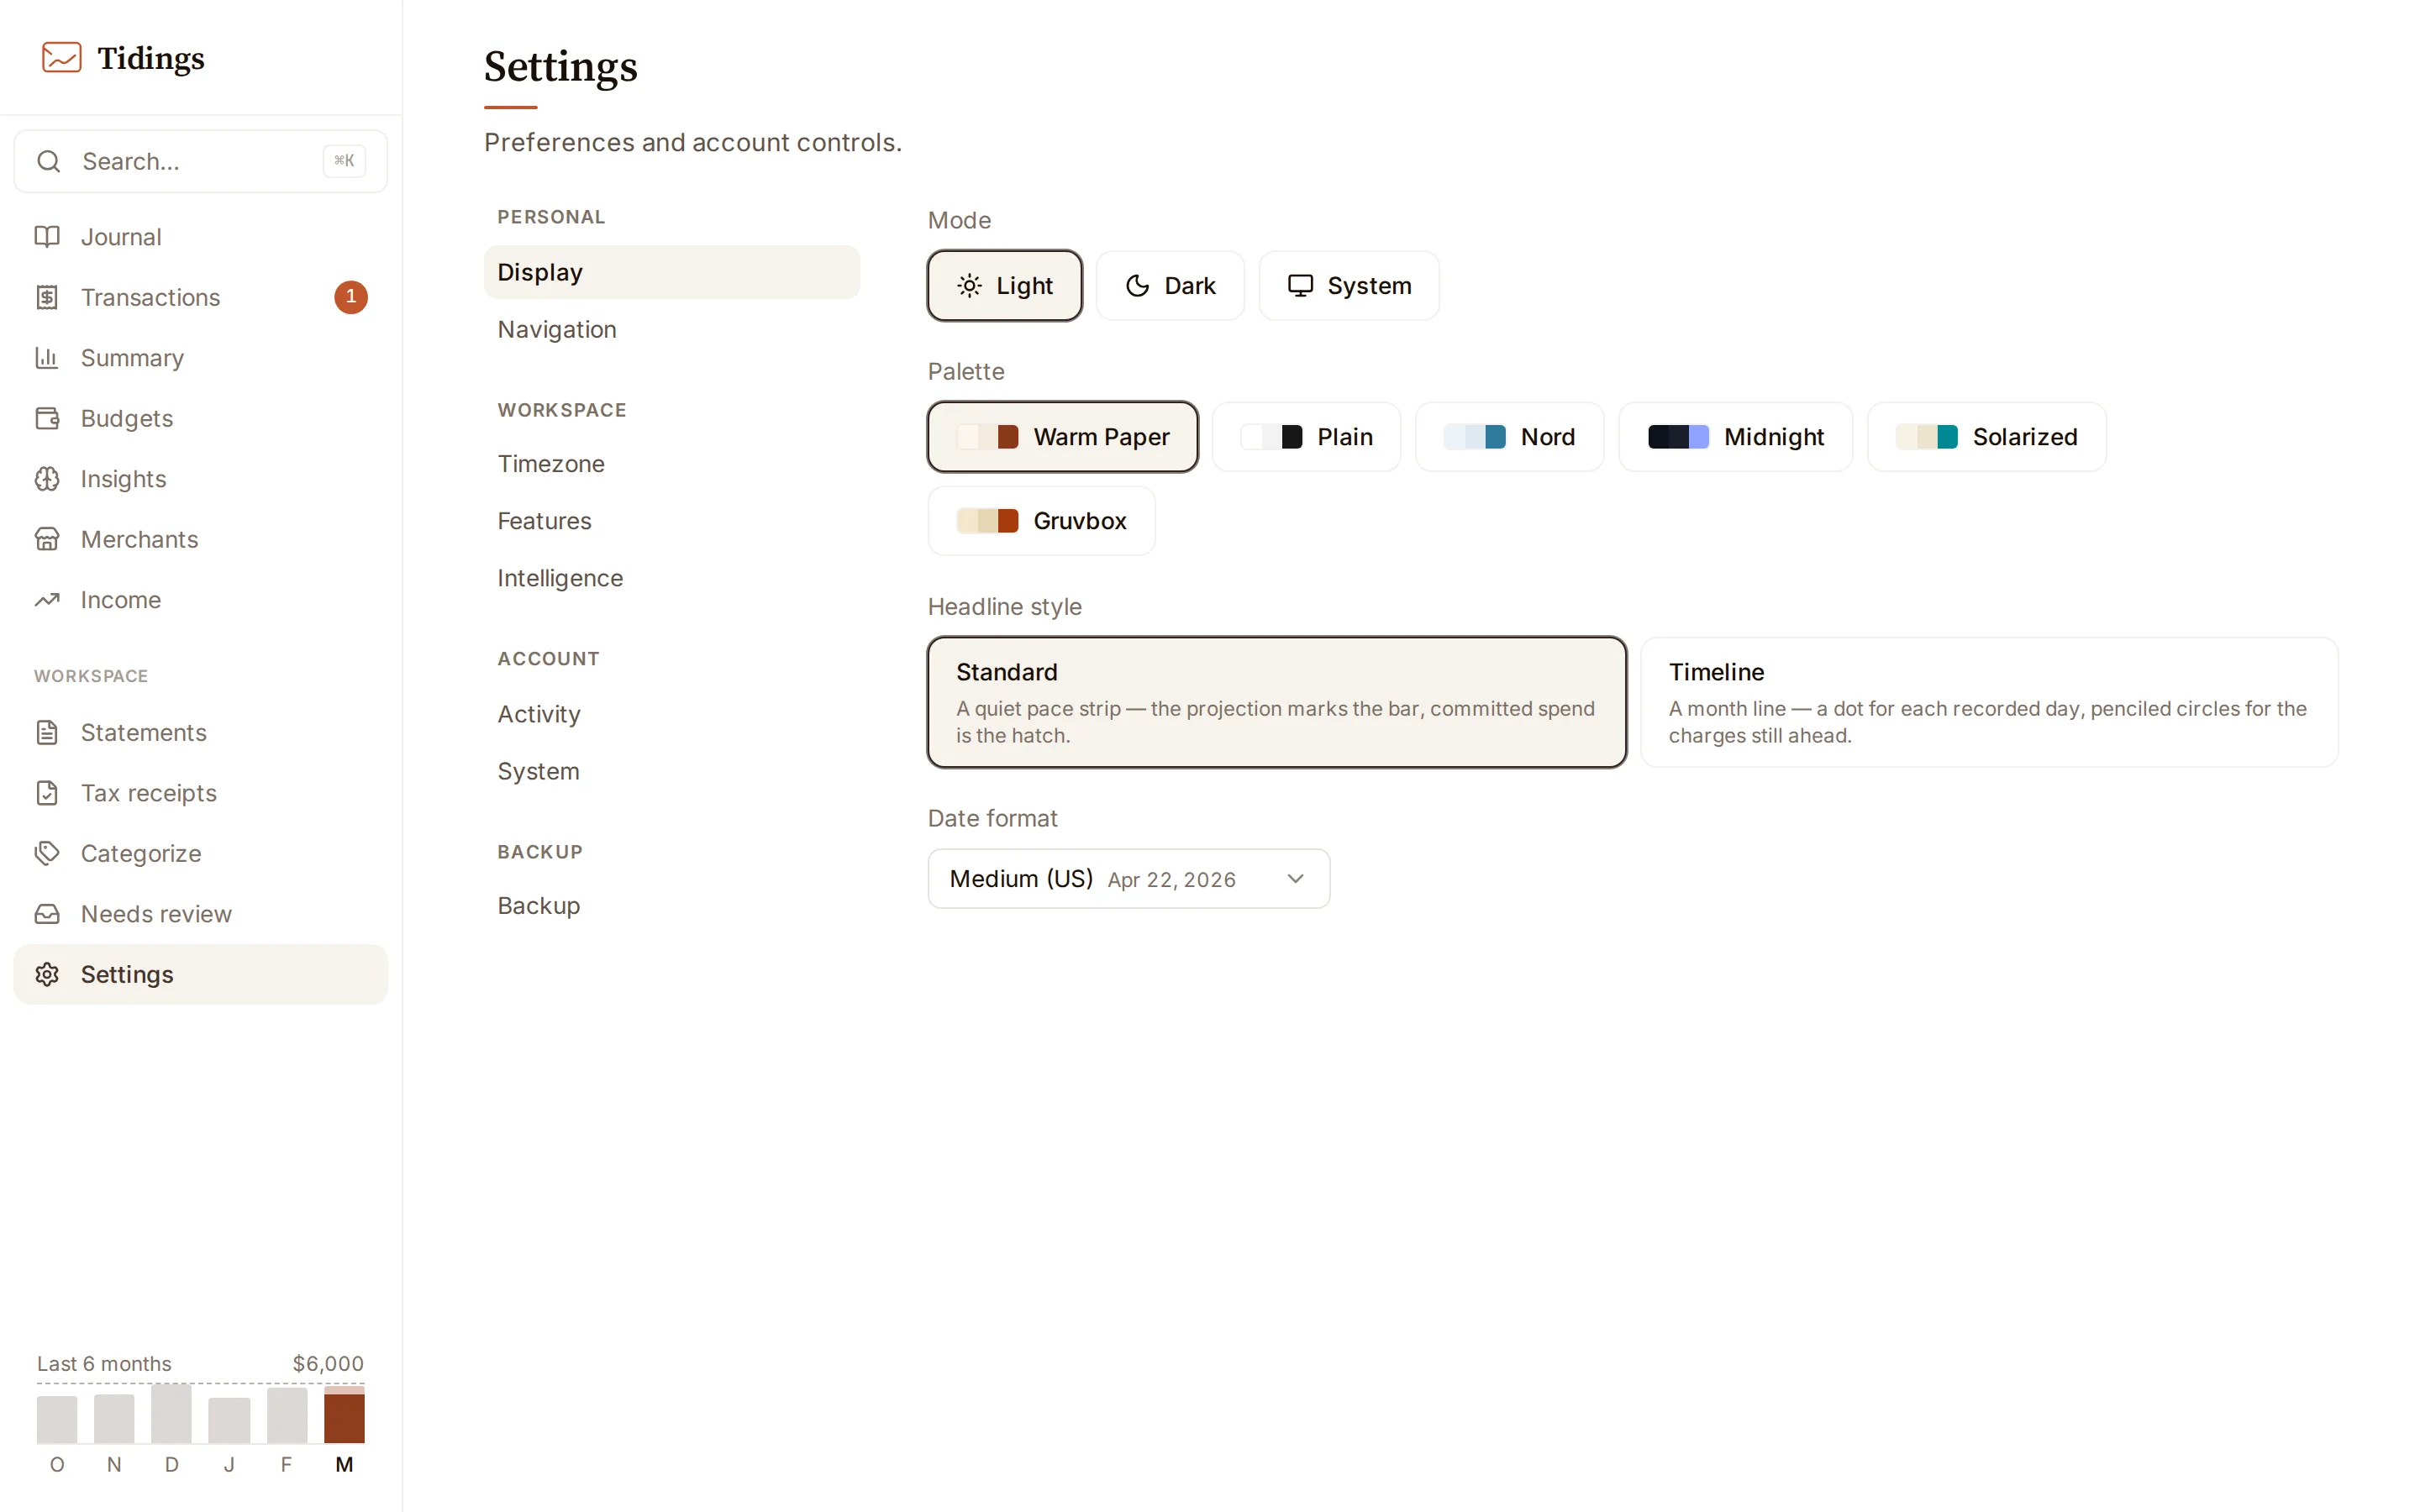 Tidings
Search...
⌘K
Journal
Transactions
1
Summary
Budgets
Insights
Merchants
Income
WORKSPACE
Statements
Tax receipts
Categorize
Needs review
Settings
Last 6 months
$6,000
O N D J F M
Settings
Preferences and account controls.
PERSONAL
Display
Navigation
WORKSPACE
Timezone
Features
Intelligence
ACCOUNT
Activity
System
BACKUP
Backup
Mode
Light
Dark
System
Palette
Warm Paper
Plain
Nord
Midnight
Solarized
Gruvbox
Headline style
Standard
A quiet pace strip — the projection marks the bar, committed spend
is the hatch.
Timeline
A month line — a dot for each recorded day, penciled circles for the
charges still ahead.
Date format
Medium (US) Apr 22, 2026